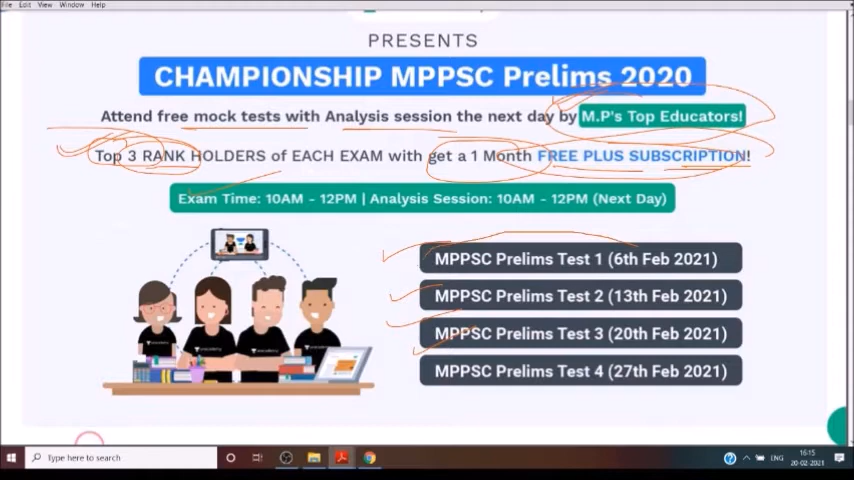 File Edit View Window Help
PRESENTS
CHAMPIONSHIP MPPSC Prelims 2020
Attend free mock tests with Analysis session the next day by M.P's Top Educators!
Top 3 RANK HOLDERS of EACH EXAM with get a 1 Month FREE PLUS SUBSCRIPTION!
Exam Time: 10AM - 12PM | Analysis Session: 10AM - 12PM (Next Day)
MPPSC Prelims Test 1 (6th Feb 2021)
MPPSC Prelims Test 2 (13th Feb 2021)
MPPSC Prelims Test 3 (20th Feb 2021)
MPPSC Prelims Test 4 (27th Feb 2021)
Type here to search
ENG
16:15
20-02-2021